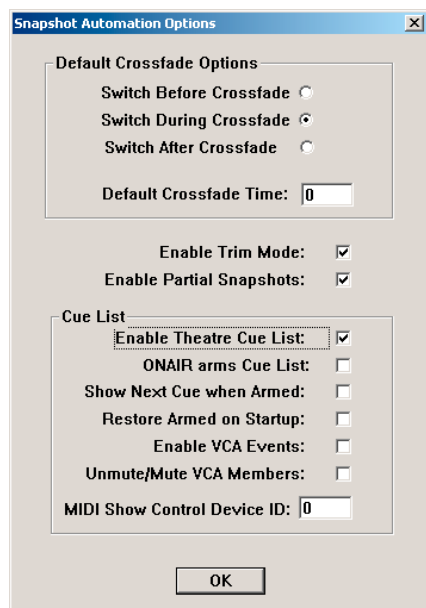 Snapshot Automation Options
Default Crossfade Options
Switch Before Crossfade
Switch During Crossfade
Switch After Crossfade
Default Crossfade Time: 0
Enable Trim Mode:
Enable Partial Snapshots:
Cue List
Enable Theatre Cue List:
ONAIR arms Cue List:
Show Next Cue when Armed:
Restore Armed on Startup:
Enable VCA Events:
Unmute/Mute VCA Members:
MIDI Show Control Device ID: 0
OK